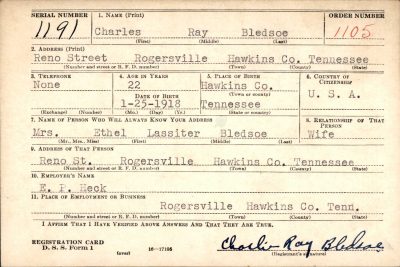 SERIAL NUMBER 1. NAME (Print) ORDER NUMBER
1191 Charles Ray Bledsoe 1105
(First) (Middle) (Last)
2. ADDRESS (Print)
Reno Street Rogersville Hawkins Co. Tennessee
(Number and street or R. F. D. number) (Town) (County) (State)
3. TELEPHONE 4. AGE IN YEARS 5. PLACE OF BIRTH 6. COUNTRY OF CITIZENSHIP
None 22 Hawkins Co.
DATE OF BIRTH (Town or county) U. S. A.
1-25-1918 Tennessee
(Exchange) (Number) (Mo.) (Day) (Yr.) (State or country)
7. NAME OF PERSON WHO WILL ALWAYS KNOW YOUR ADDRESS 8. RELATIONSHIP OF THAT PERSON
Mrs. Ethel Lassiter Bledsoe Wife
(Mr., Mrs., Miss) (First) (Middle) (Last)
9. ADDRESS OF THAT PERSON
Reno St. Rogersville Hawkins Co. Tennessee
(Number and street or R. F. D. number) (Town) (County) (State)
10. EMPLOYER'S NAME
E. P. Heck
11. PLACE OF EMPLOYMENT OR BUSINESS
Rogersville Hawkins Co. Tenn.
(Number and street or R. F. D. number) (Town) (County) (State)
I AFFIRM THAT I HAVE VERIFIED ABOVE ANSWERS AND THAT THEY ARE TRUE.
REGISTRATION CARD
D. S. S. Form 1 (over) 16—17105 Charlie Ray Bledsoe
(Registrant's signature)